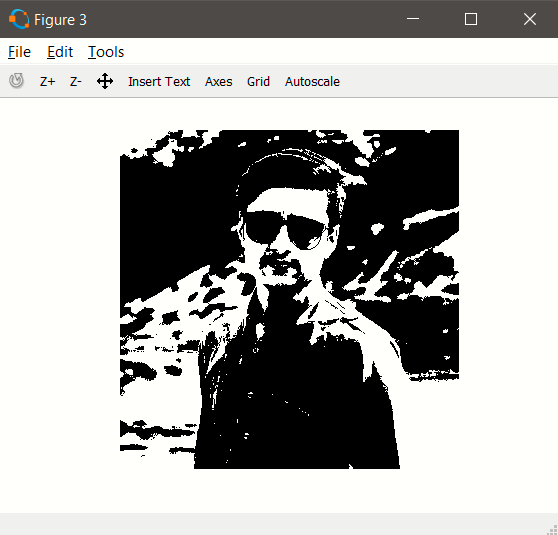 Figure 3
File Edit Tools
Z+ Z- Insert Text Axes Grid Autoscale